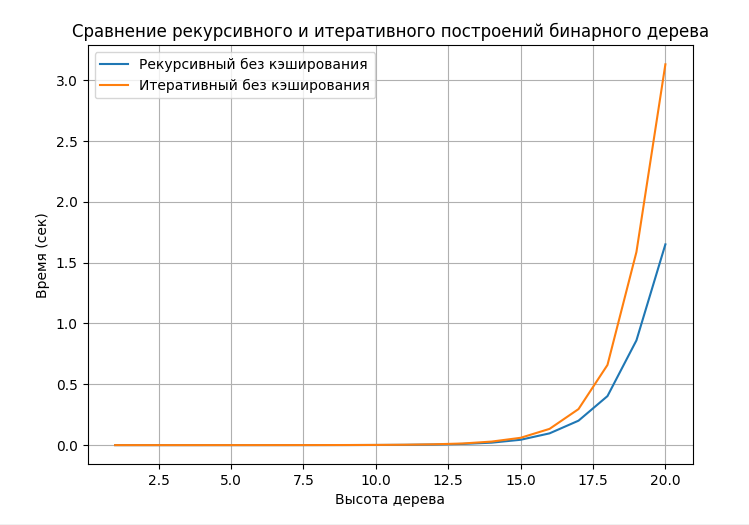 Сравнение рекурсивного и итеративного построений бинарного дерева
Рекурсивный без кэширования
Итеративный без кэширования
3.0
2.5
2.0
1.5
1.0
0.5
0.0
Время (сек)
2.5 5.0 7.5 10.0 12.5 15.0 17.5 20.0
Высота дерева